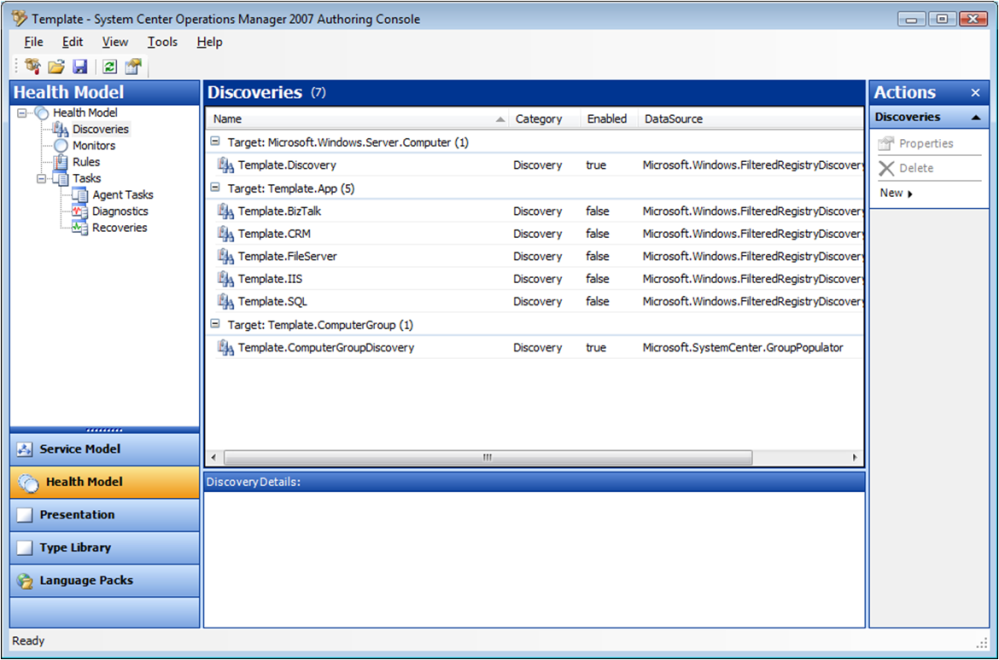 Template - System Center Operations Manager 2007 Authoring Console
File Edit View Tools Help
Health Model
Health Model
Discoveries
Monitors
Rules
Tasks
Agent Tasks
Diagnostics
Recoveries
Service Model
Health Model
Presentation
Type Library
Language Packs
Discoveries (7)
Name Category Enabled DataSource
Target: Microsoft.Windows.Server.Computer (1)
Template.Discovery Discovery true Microsoft.Windows.FilteredRegistryDiscovery
Target: Template.App (5)
Template.BizTalk Discovery false Microsoft.Windows.FilteredRegistryDiscovery
Template.CRM Discovery false Microsoft.Windows.FilteredRegistryDiscovery
Template.FileServer Discovery false Microsoft.Windows.FilteredRegistryDiscovery
Template.IIS Discovery false Microsoft.Windows.FilteredRegistryDiscovery
Template.SQL Discovery false Microsoft.Windows.FilteredRegistryDiscovery
Target: Template.ComputerGroup (1)
Template.ComputerGroupDiscovery Discovery true Microsoft.SystemCenter.GroupPopulator
DiscoveryDetails:
Actions
Discoveries
Properties
Delete
New
Ready